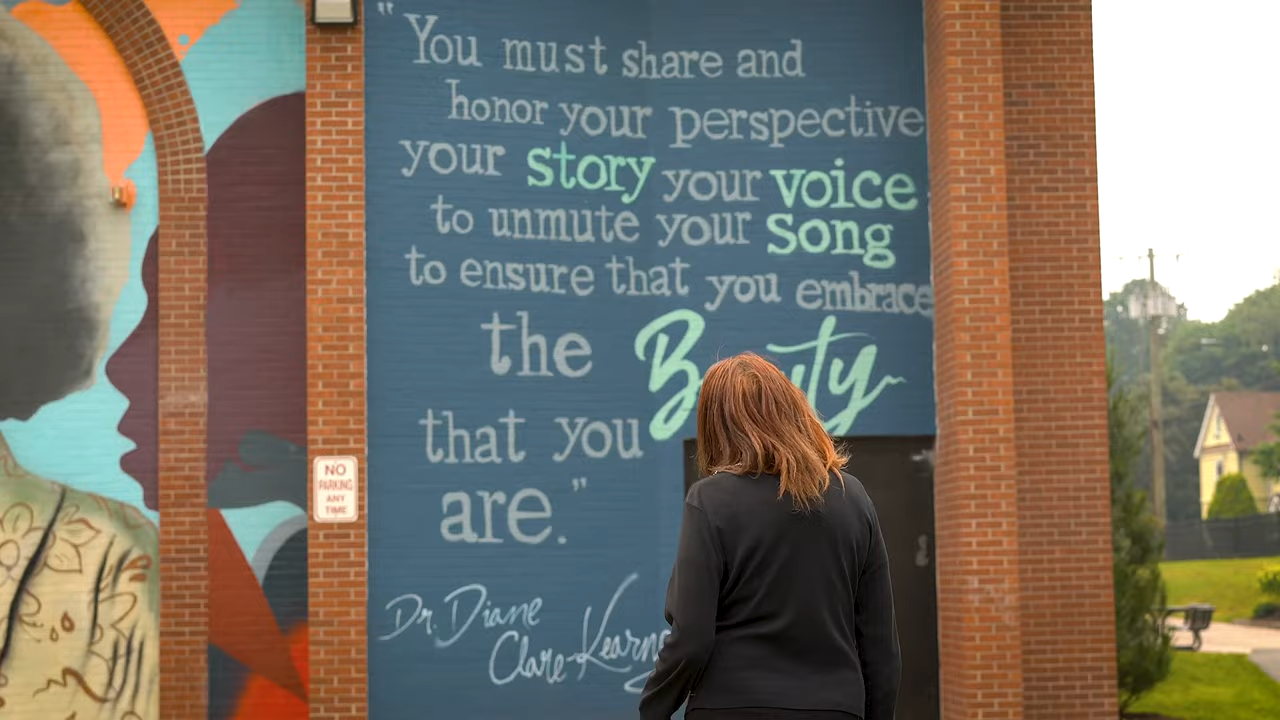 "You must share and
honor your perspective
your story your voice
to unmute your song
to ensure that you embrace
the
that you
are."
Dr. Diane
NO
PARKING
ANY
TIME